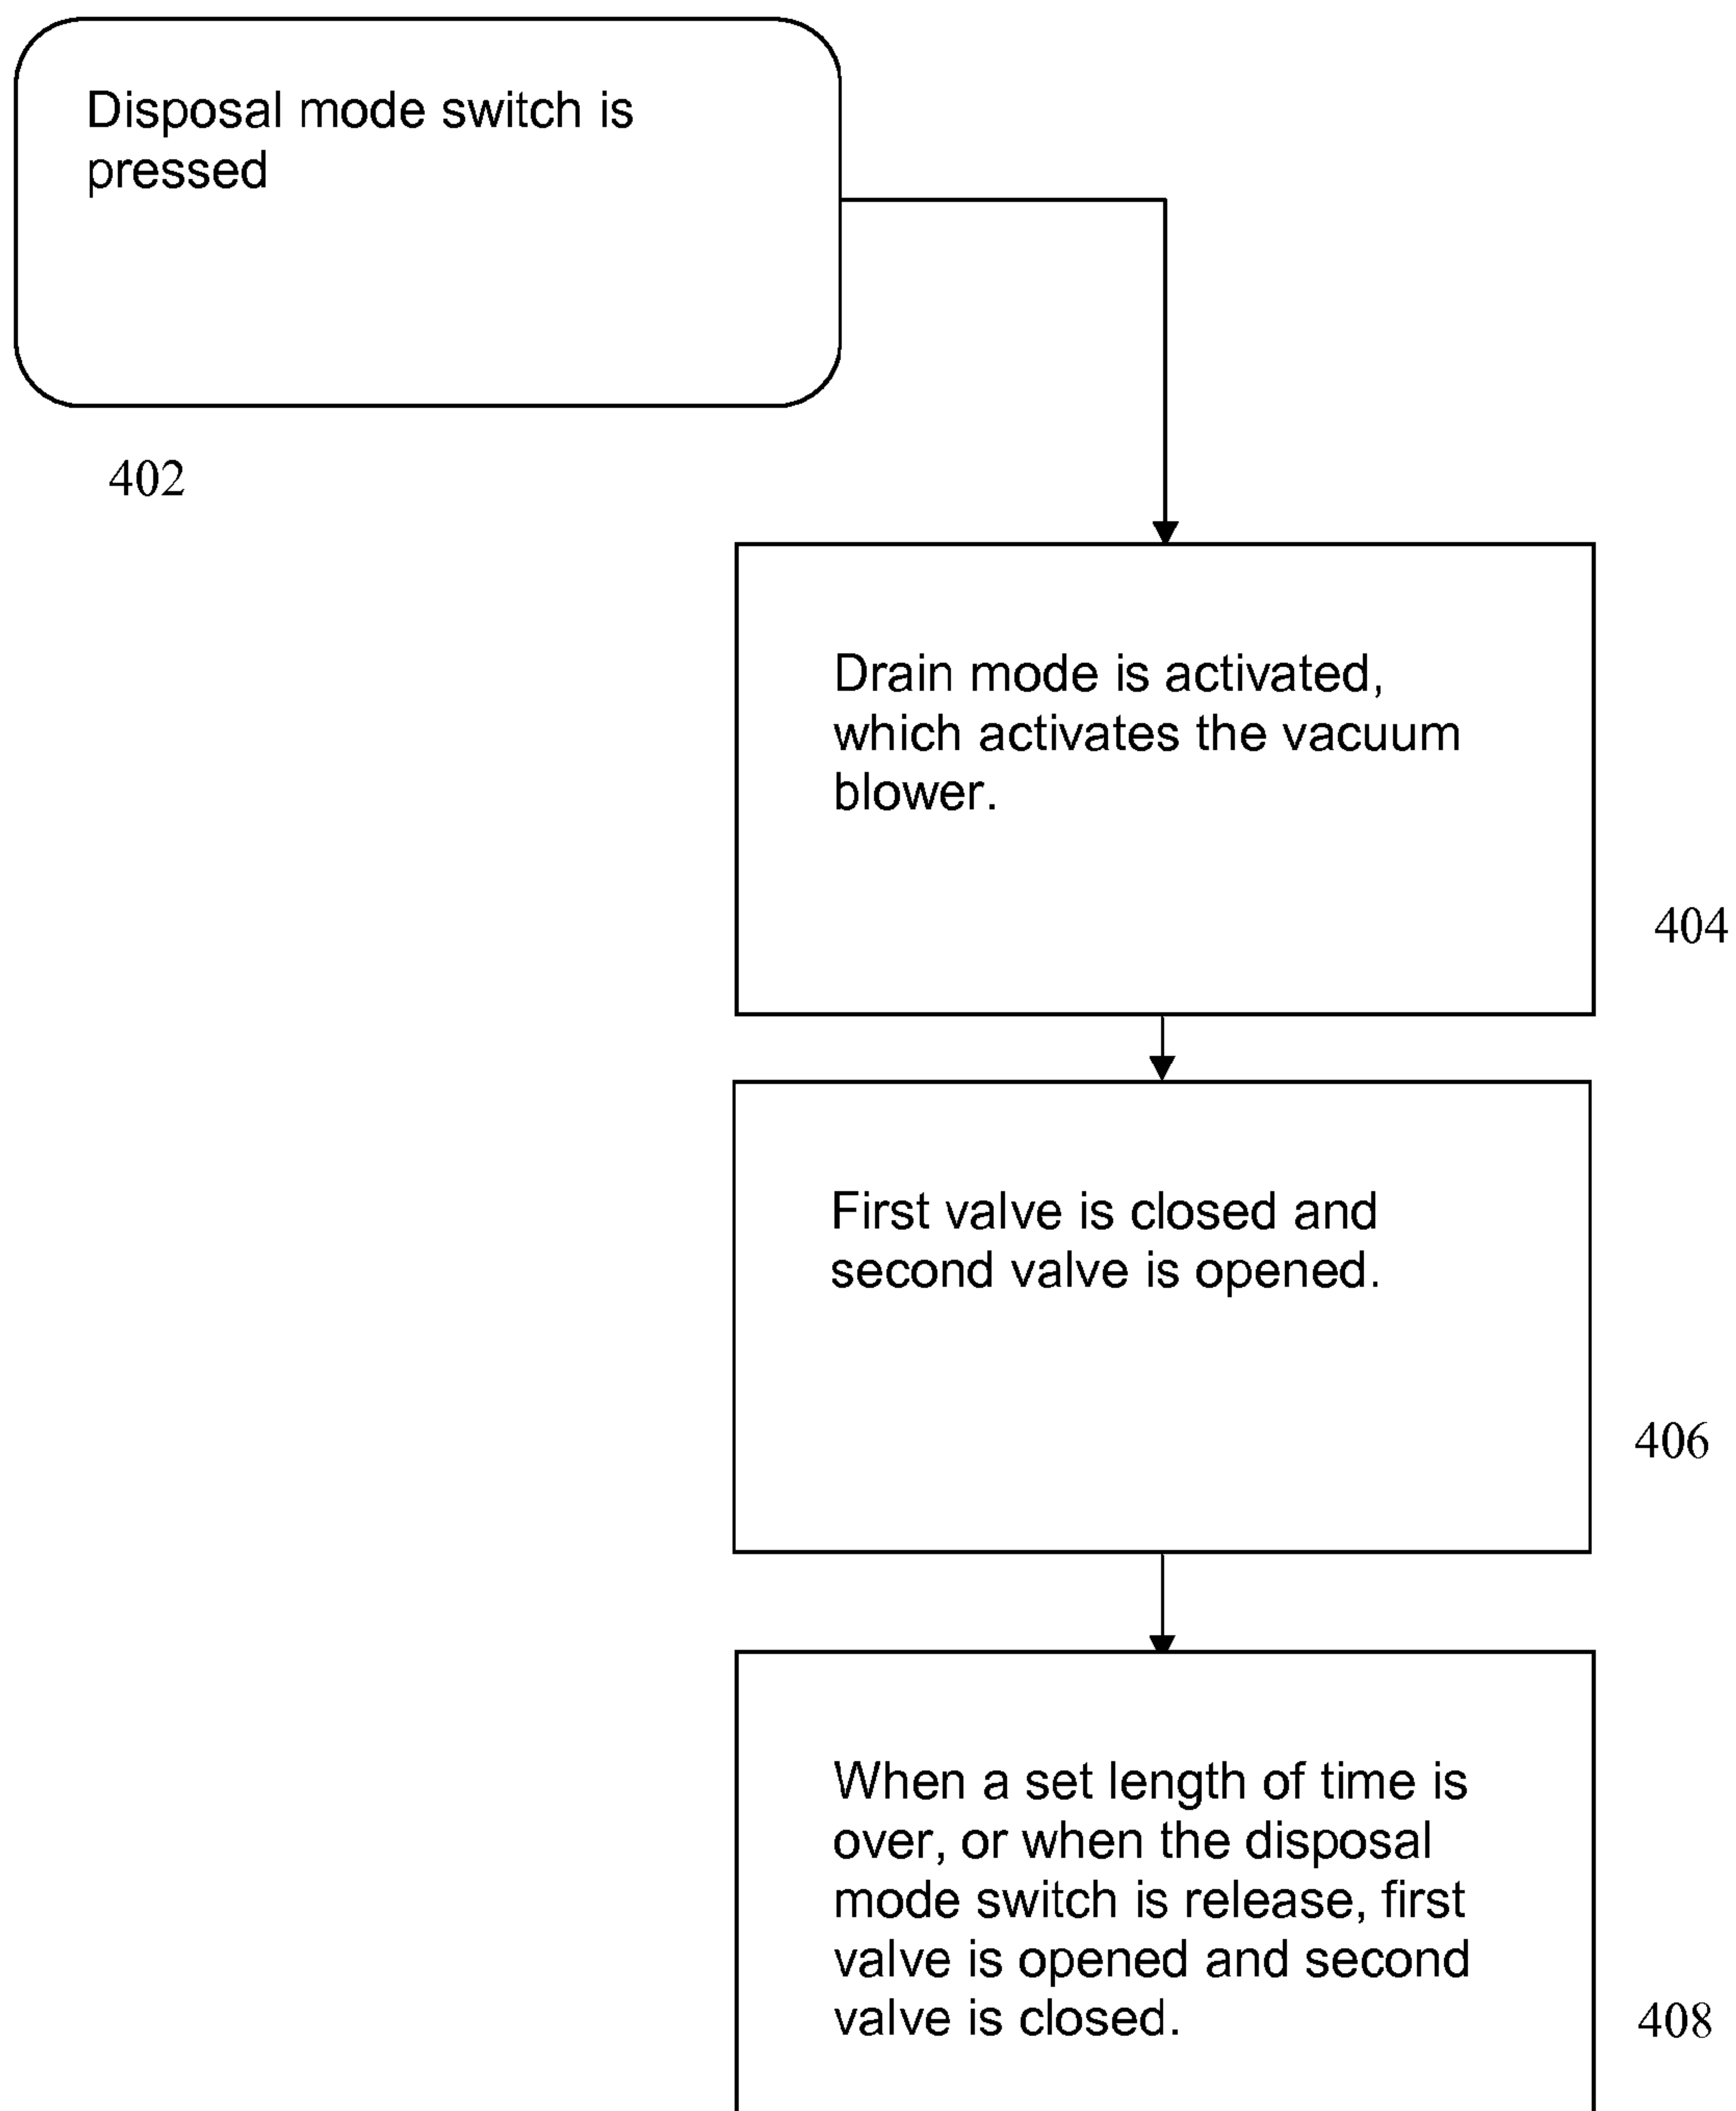 Disposal mode switch is
pressed
402
Drain mode is activated,
which activates the vacuum
blower.
404
First valve is closed and
second valve is opened.
406
When a set length of time is
over, or when the disposal
mode switch is release, first
valve is opened and second
valve is closed.
408